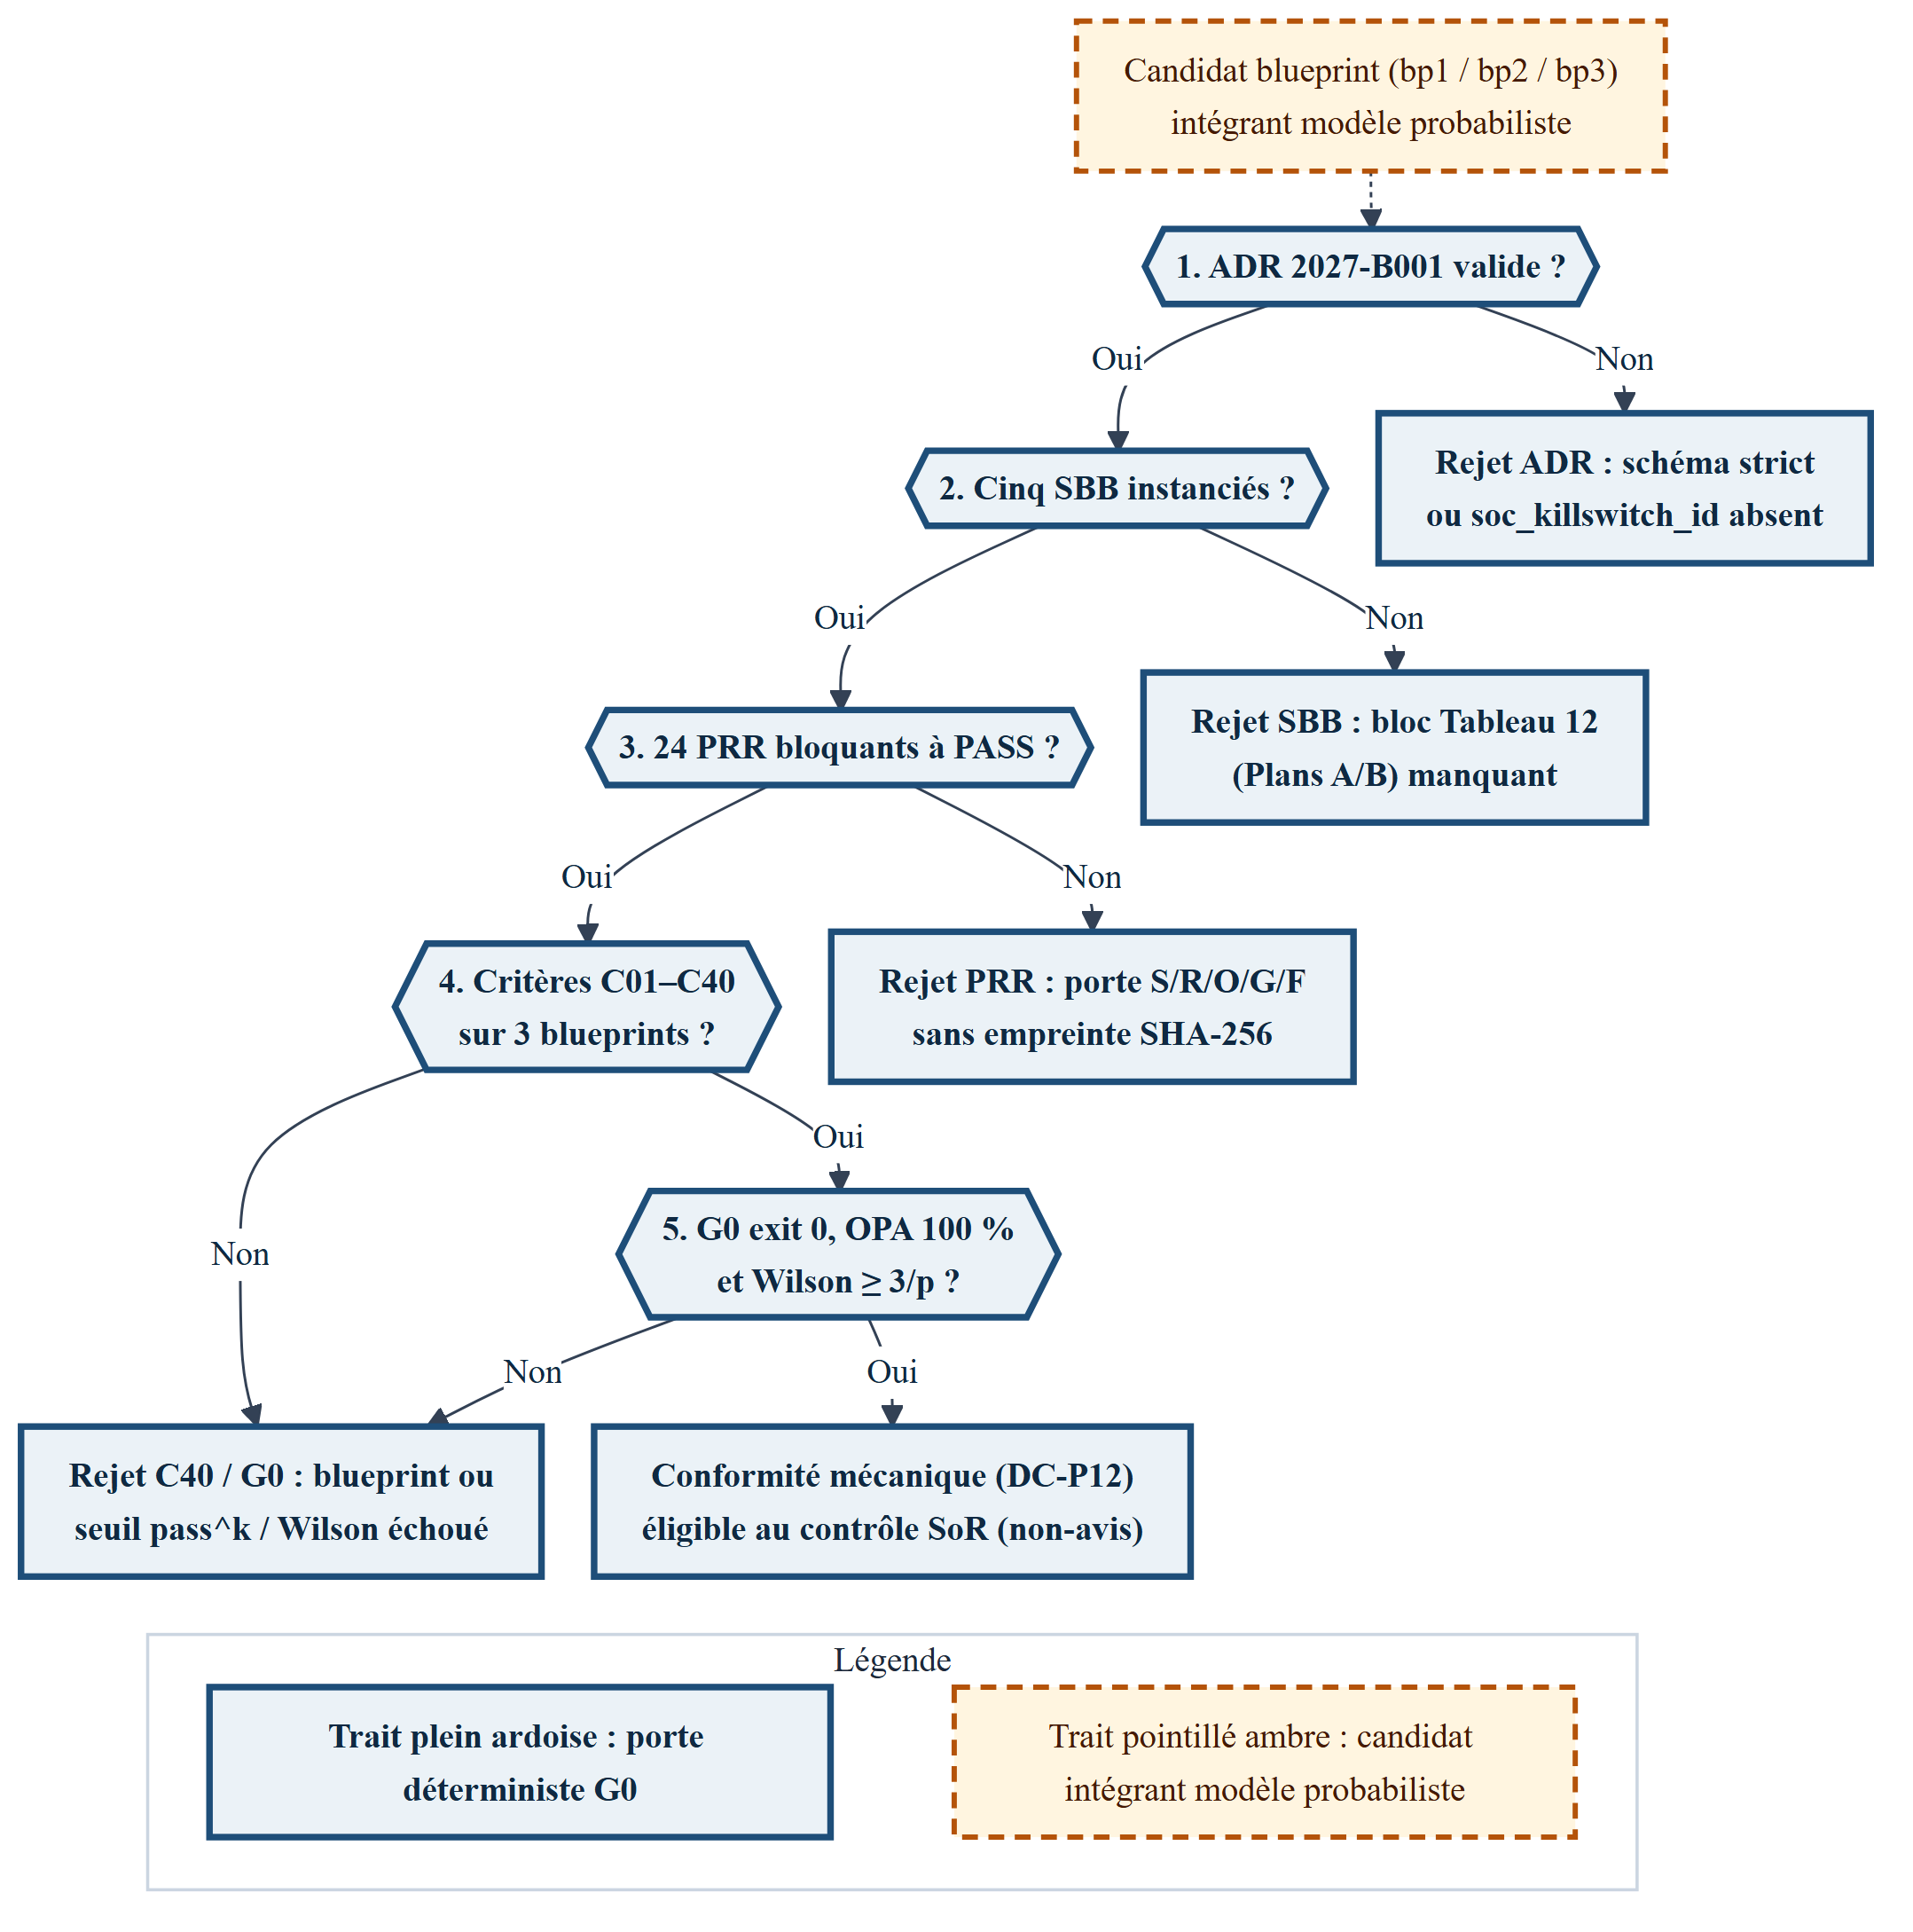 Candidat blueprint (bp1 / bp2 / bp3)
intégrant modèle probabiliste
1. ADR 2027-B001 valide ?
Oui
Non
Rejet ADR : schéma strict
ou soc_killswitch_id absent
2. Cinq SBB instanciés ?
Oui
Non
Rejet SBB : bloc Tableau 12
(Plans A/B) manquant
3. 24 PRR bloquants à PASS ?
Oui
Non
Rejet PRR : porte S/R/O/G/F
sans empreinte SHA-256
4. Critères C01–C40
sur 3 blueprints ?
Oui
Non
5. G0 exit 0, OPA 100 %
et Wilson ≥ 3/p ?
Non
Oui
Rejet C40 / G0 : blueprint ou
seuil pass^k / Wilson échoué
Conformité mécanique (DC-P12)
éligible au contrôle SoR (non-avis)
Légende
Trait plein ardoise : porte
déterministe G0
Trait pointillé ambre : candidat
intégrant modèle probabiliste